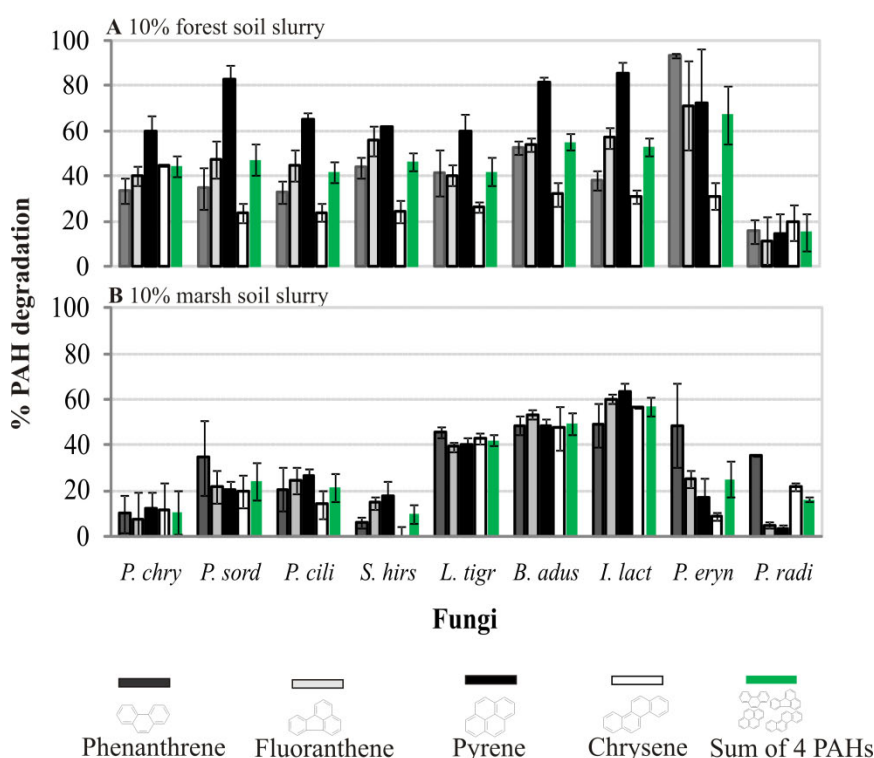 A 10% forest soil slurry
100
80
60
40
20
0
B 10% marsh soil slurry
100
80
60
40
20
0
% PAH degradation
P. chry P. sord P. cili S. hirs L. tigr B. adus I. lact P. eryn P. radi
Fungi
Phenanthrene Fluoranthene Pyrene Chrysene Sum of 4 PAHs